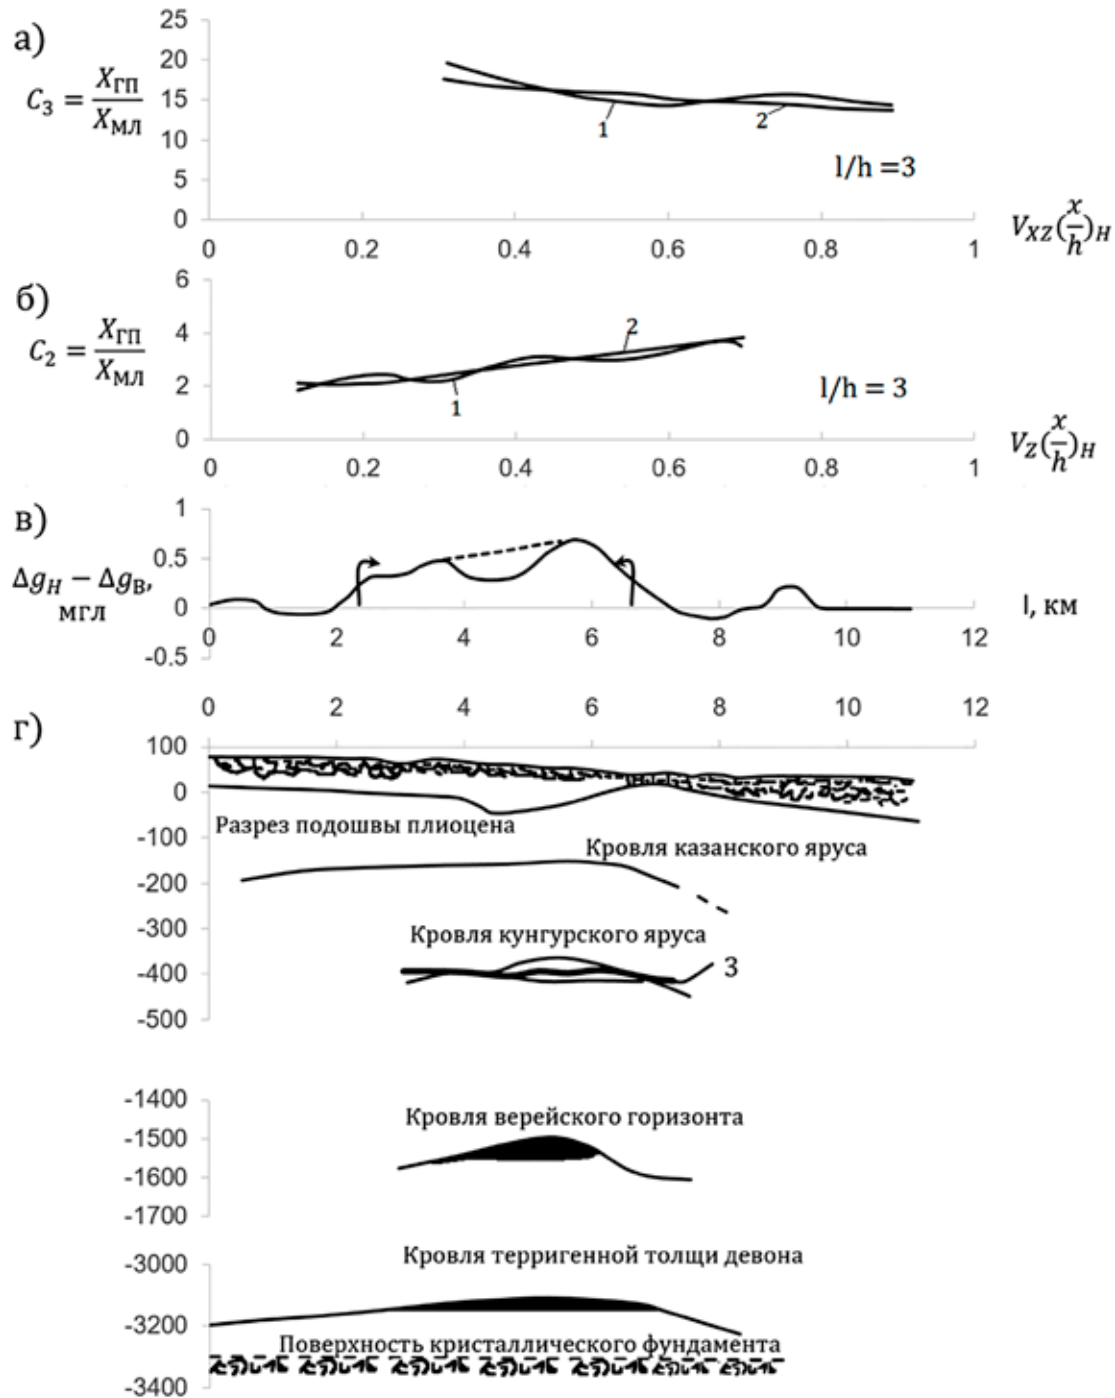 а)
C₃ = X_ГП / X_МЛ
25
20
15
10
5
0
1
2
l/h = 3
0 0.2 0.4 0.6 0.8 1
V_XZ(x/h)_H
б)
C₂ = X_ГП / X_МЛ
6
4
2
0
2
1
l/h = 3
0 0.2 0.4 0.6 0.8 1
V_Z(x/h)_H
в)
Δg_H − Δg_В,
мгл
1
0.5
0
-0.5
0 2 4 6 8 10 12
l, км
г)
0 2 4 6 8 10 12
100
0
-100
-200
-300
-400
-500
Разрез подошвы плиоцена
Кровля казанского яруса
Кровля кунгурского яруса
3
-1400
-1500
-1600
-1700
Кровля верейского горизонта
-3000
-3200
-3400
Кровля терригенной толщи девона
Поверхность кристаллического фундамента